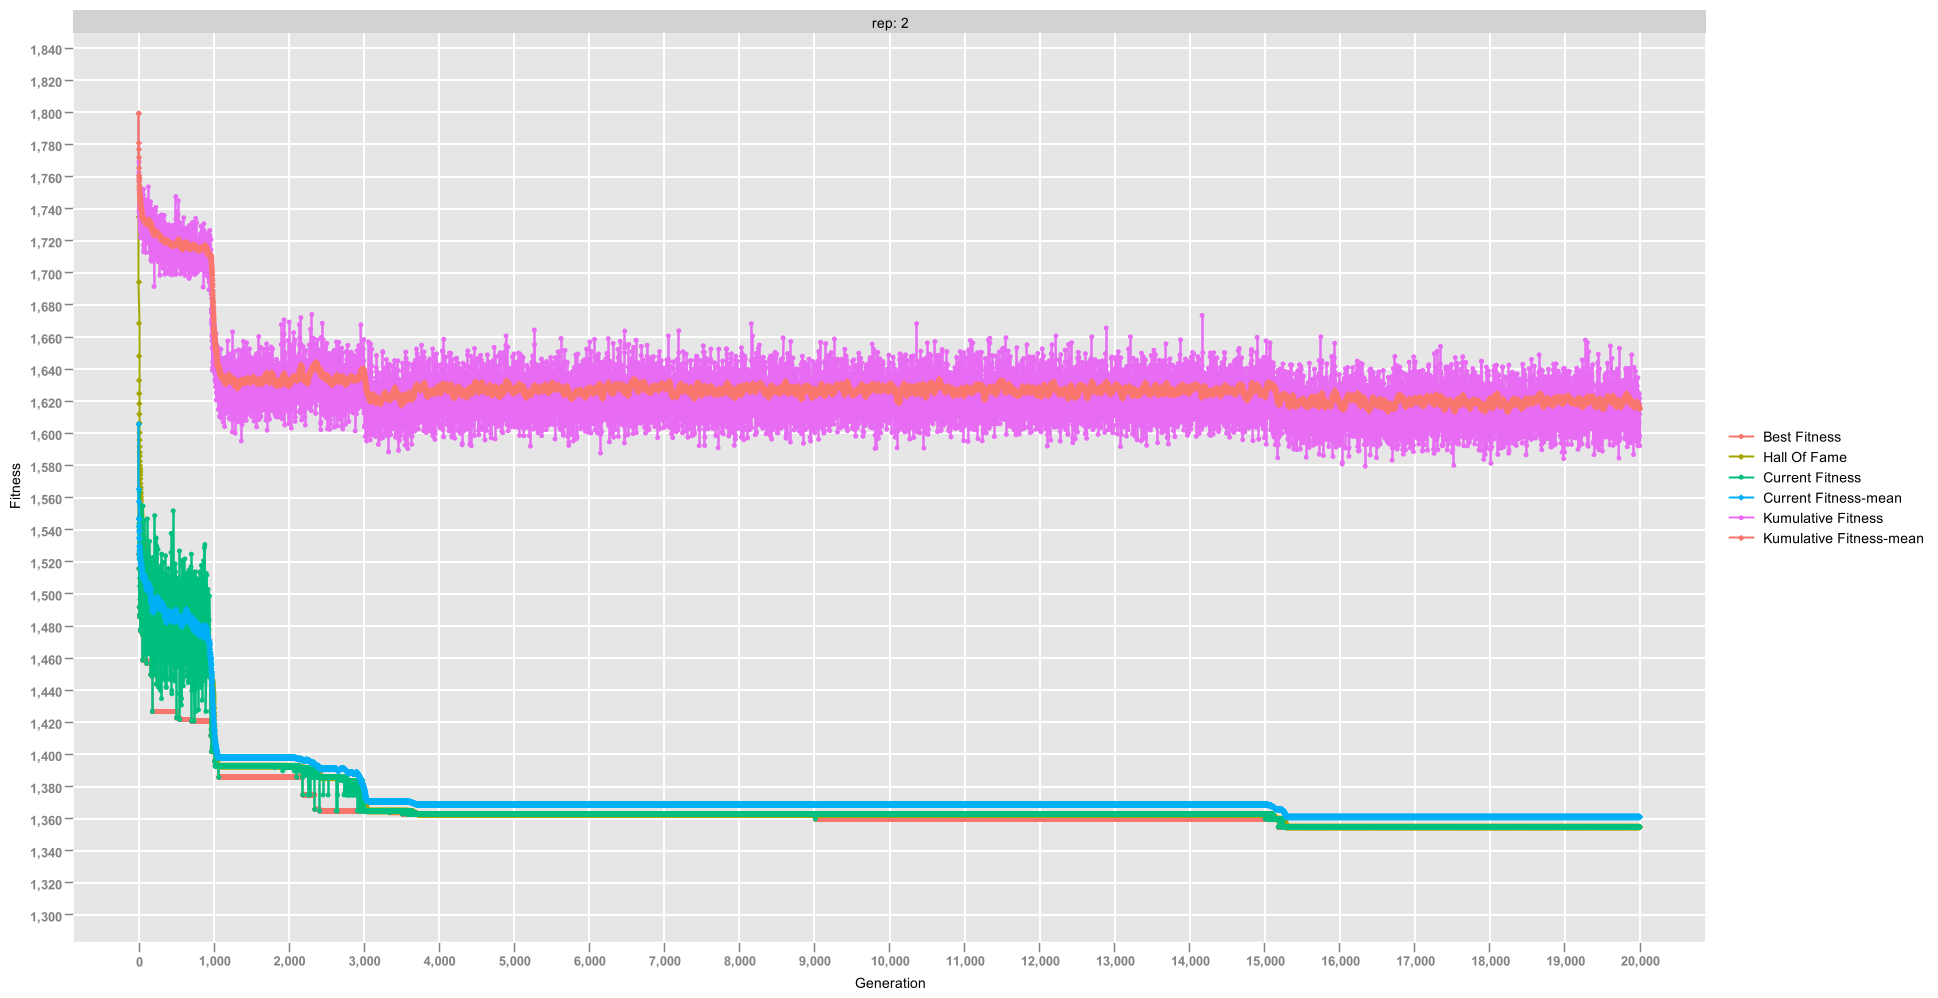 rep: 2
1,840
1,820
1,800
1,780
1,760
1,740
1,720
1,700
1,680
1,660
1,640
1,620
1,600
1,580
1,560
1,540
1,520
1,500
1,480
1,460
1,440
1,420
1,400
1,380
1,360
1,340
1,320
1,300
Fitness
0 1,000 2,000 3,000 4,000 5,000 6,000 7,000 8,000 9,000 10,000 11,000 12,000 13,000 14,000 15,000 16,000 17,000 18,000 19,000 20,000
Generation
Best Fitness
Hall Of Fame
Current Fitness
Current Fitness-mean
Kumulative Fitness
Kumulative Fitness-mean